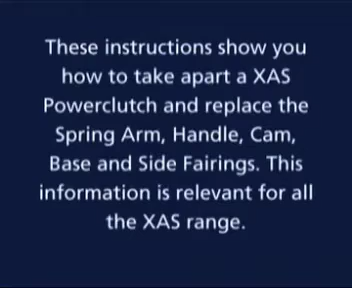 These instructions show you
how to take apart a XAS
Powerclutch and replace the
Spring Arm, Handle, Cam,
Base and Side Fairings. This
information is relevant for all
the XAS range.